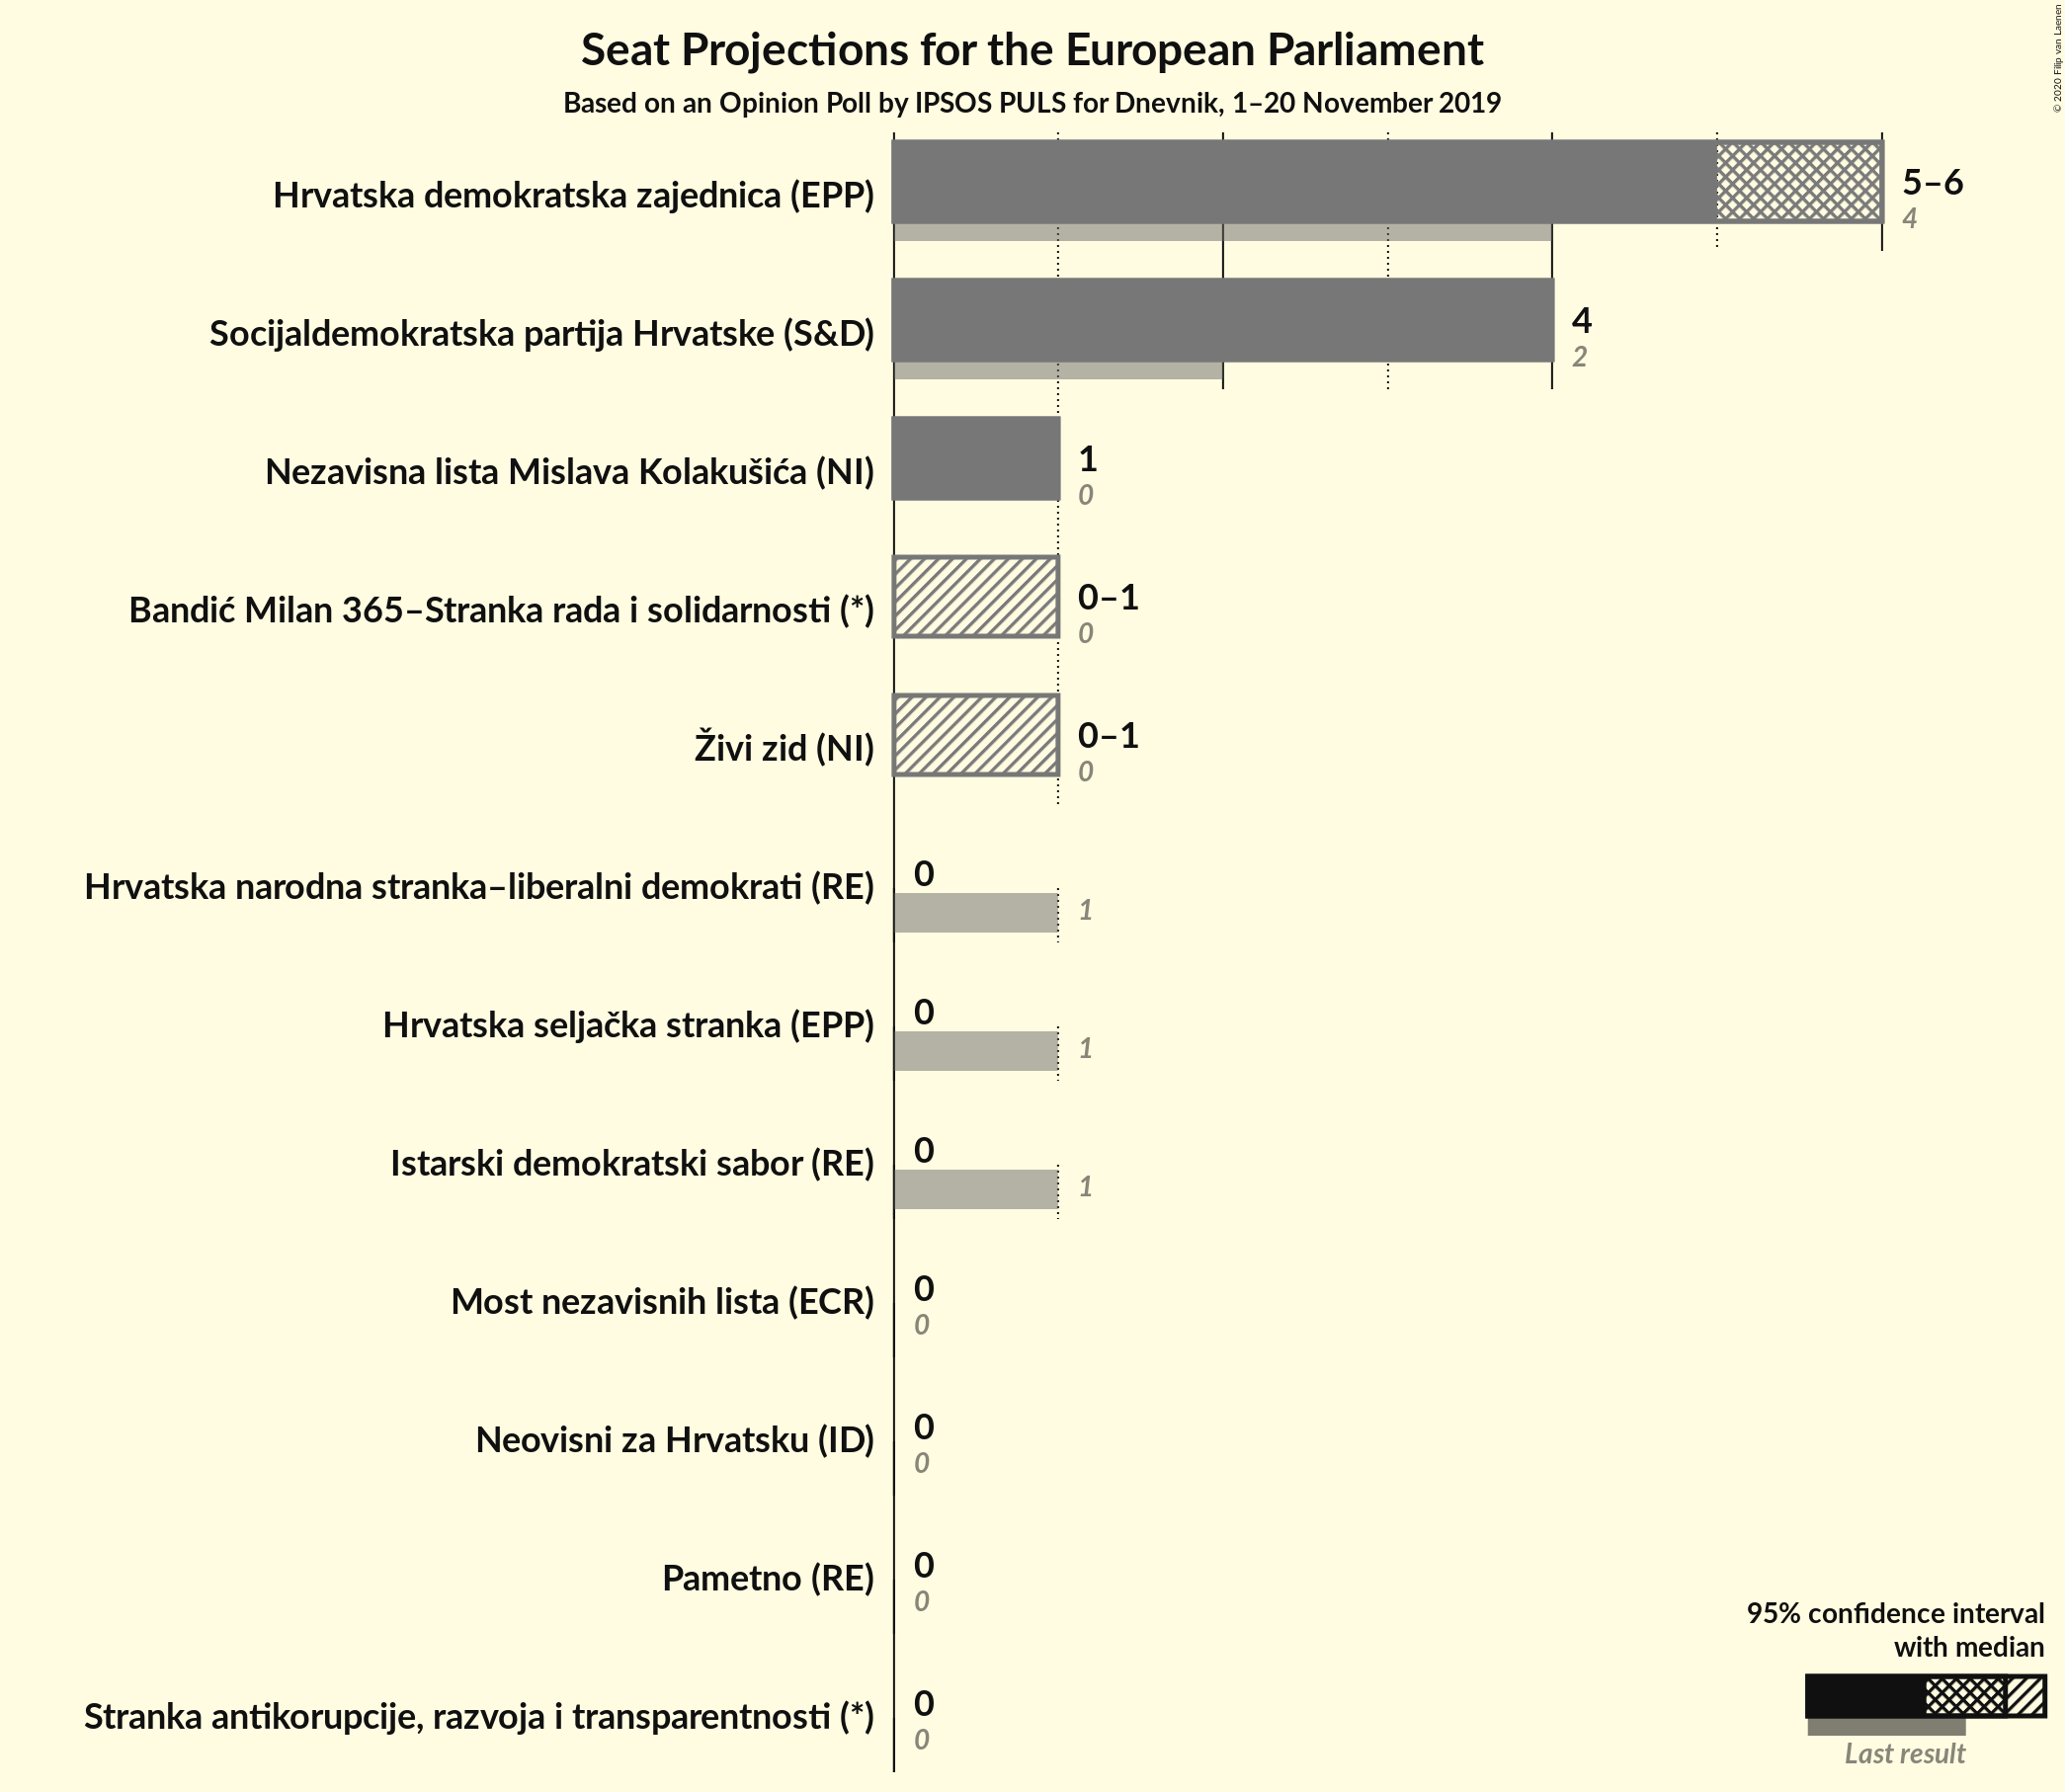 Seat Projections for the European Parliament
Based on an Opinion Poll by IPSOS PULS for Dnevnik, 1–20 November 2019
© 2020 Filip van Laenen
Hrvatska demokratska zajednica (EPP)
5–6
4
Socijaldemokratska partija Hrvatske (S&D)
4
2
Nezavisna lista Mislava Kolakušića (NI)
1
0
Bandić Milan 365–Stranka rada i solidarnosti (*)
0–1
0
Živi zid (NI)
0–1
0
Hrvatska narodna stranka–liberalni demokrati (RE)
0
1
Hrvatska seljačka stranka (EPP)
0
1
Istarski demokratski sabor (RE)
0
1
Most nezavisnih lista (ECR)
0
0
Neovisni za Hrvatsku (ID)
0
0
Pametno (RE)
0
0
Stranka antikorupcije, razvoja i transparentnosti (*)
0
0
95% confidence interval
with median
Last result